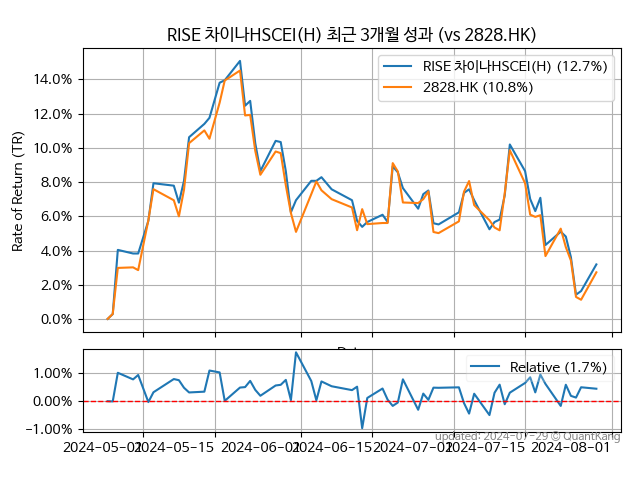 RISE 차이나HSCEI(H) 최근 3개월 성과 (vs 2828.HK)
RISE 차이나HSCEI(H) (12.7%)
2828.HK (10.8%)
Rate of Return (TR)
14.0%
12.0%
10.0%
8.0%
6.0%
4.0%
2.0%
0.0%
Relative (1.7%)
1.00%
0.00%
−1.00%
updated: 2024-07-29 © QuantKang
2024-05-01 2024-05-15 2024-06-01 2024-06-15 2024-07-01 2024-07-15 2024-08-01